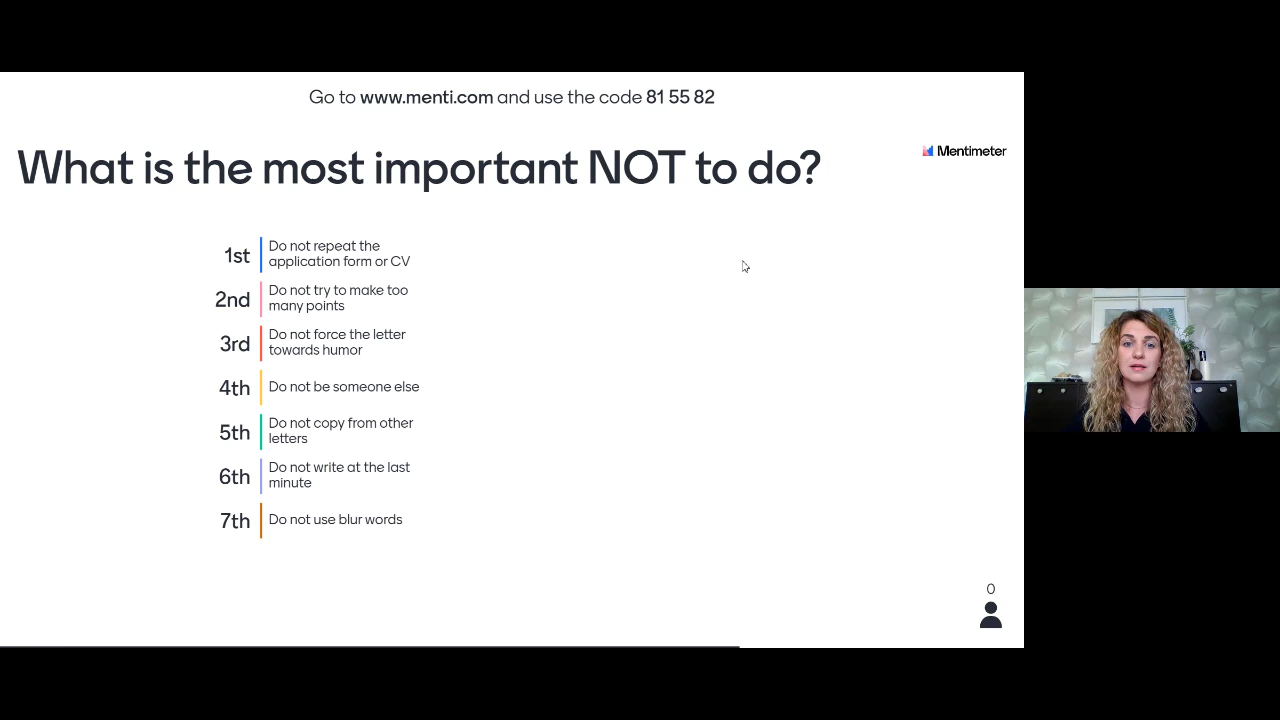 Go to www.menti.com and use the code 81 55 82
What is the most important NOT to do?
Mentimeter
1st
Do not repeat the
application form or CV
2nd
Do not try to make too
many points
3rd
Do not force the letter
towards humor
4th
Do not be someone else
5th
Do not copy from other
letters
6th
Do not write at the last
minute
7th
Do not use blur words
0